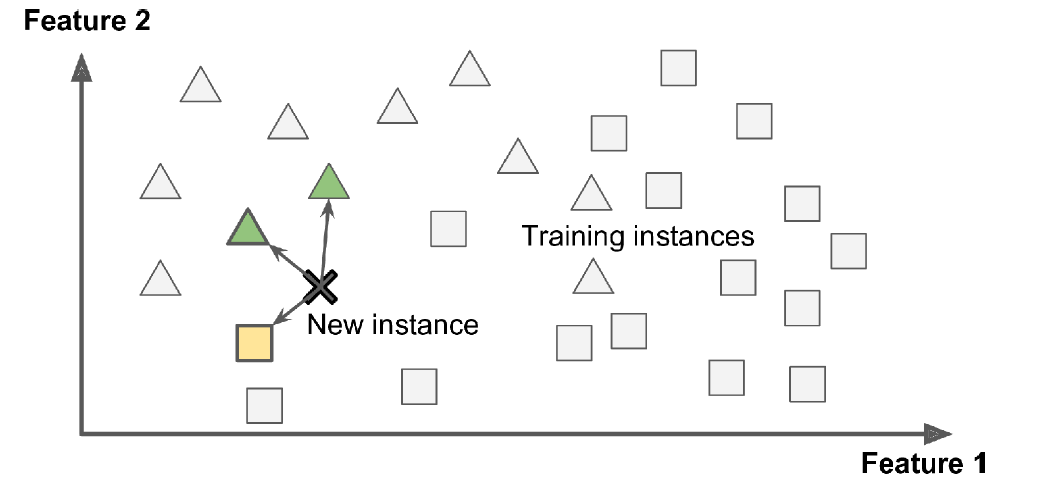 Feature 2
Training instances
New instance
Feature 1